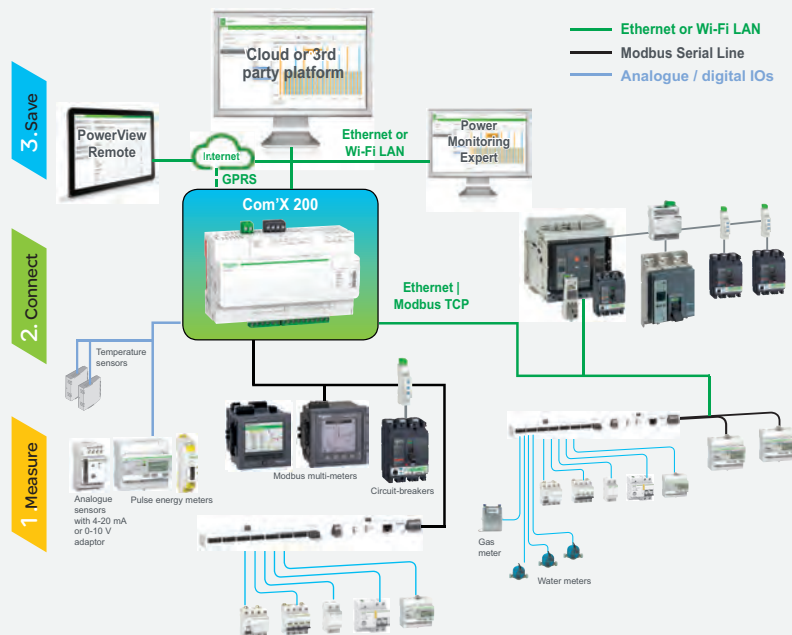 Ethernet or Wi-Fi LAN
Modbus Serial Line
Analogue / digital IOs
3. Save
Cloud or 3rd
party platform
PowerView
Remote
Internet
GPRS
Ethernet or
Wi-Fi LAN
Power
Monitoring
Expert
Com'X 200
2. Connect
Ethernet |
Modbus TCP
Temperature
sensors
1. Measure
Analogue
sensors
with 4-20 mA
or 0-10 V
adaptor
Pulse energy meters
Modbus multi-meters
Circuit-breakers
Gas
meter
Water meters